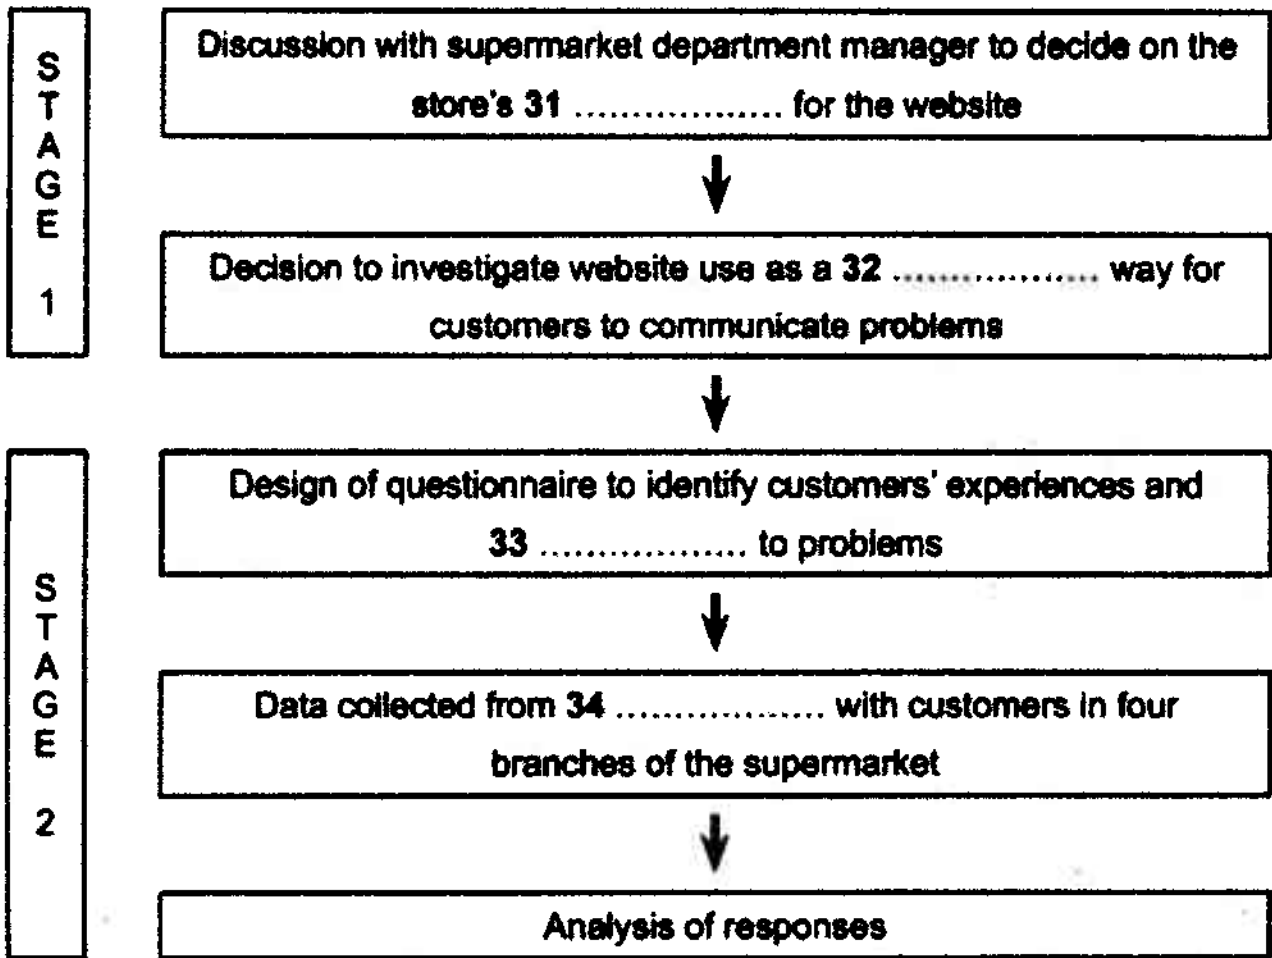 STAGE 1
Discussion with supermarket department manager to decide on the
store's 31 .................. for the website
Decision to investigate website use as a 32 .................. way for
customers to communicate problems
STAGE 2
Design of questionnaire to identify customers' experiences and
33 .................. to problems
Data collected from 34 .................. with customers in four
branches of the supermarket
Analysis of responses